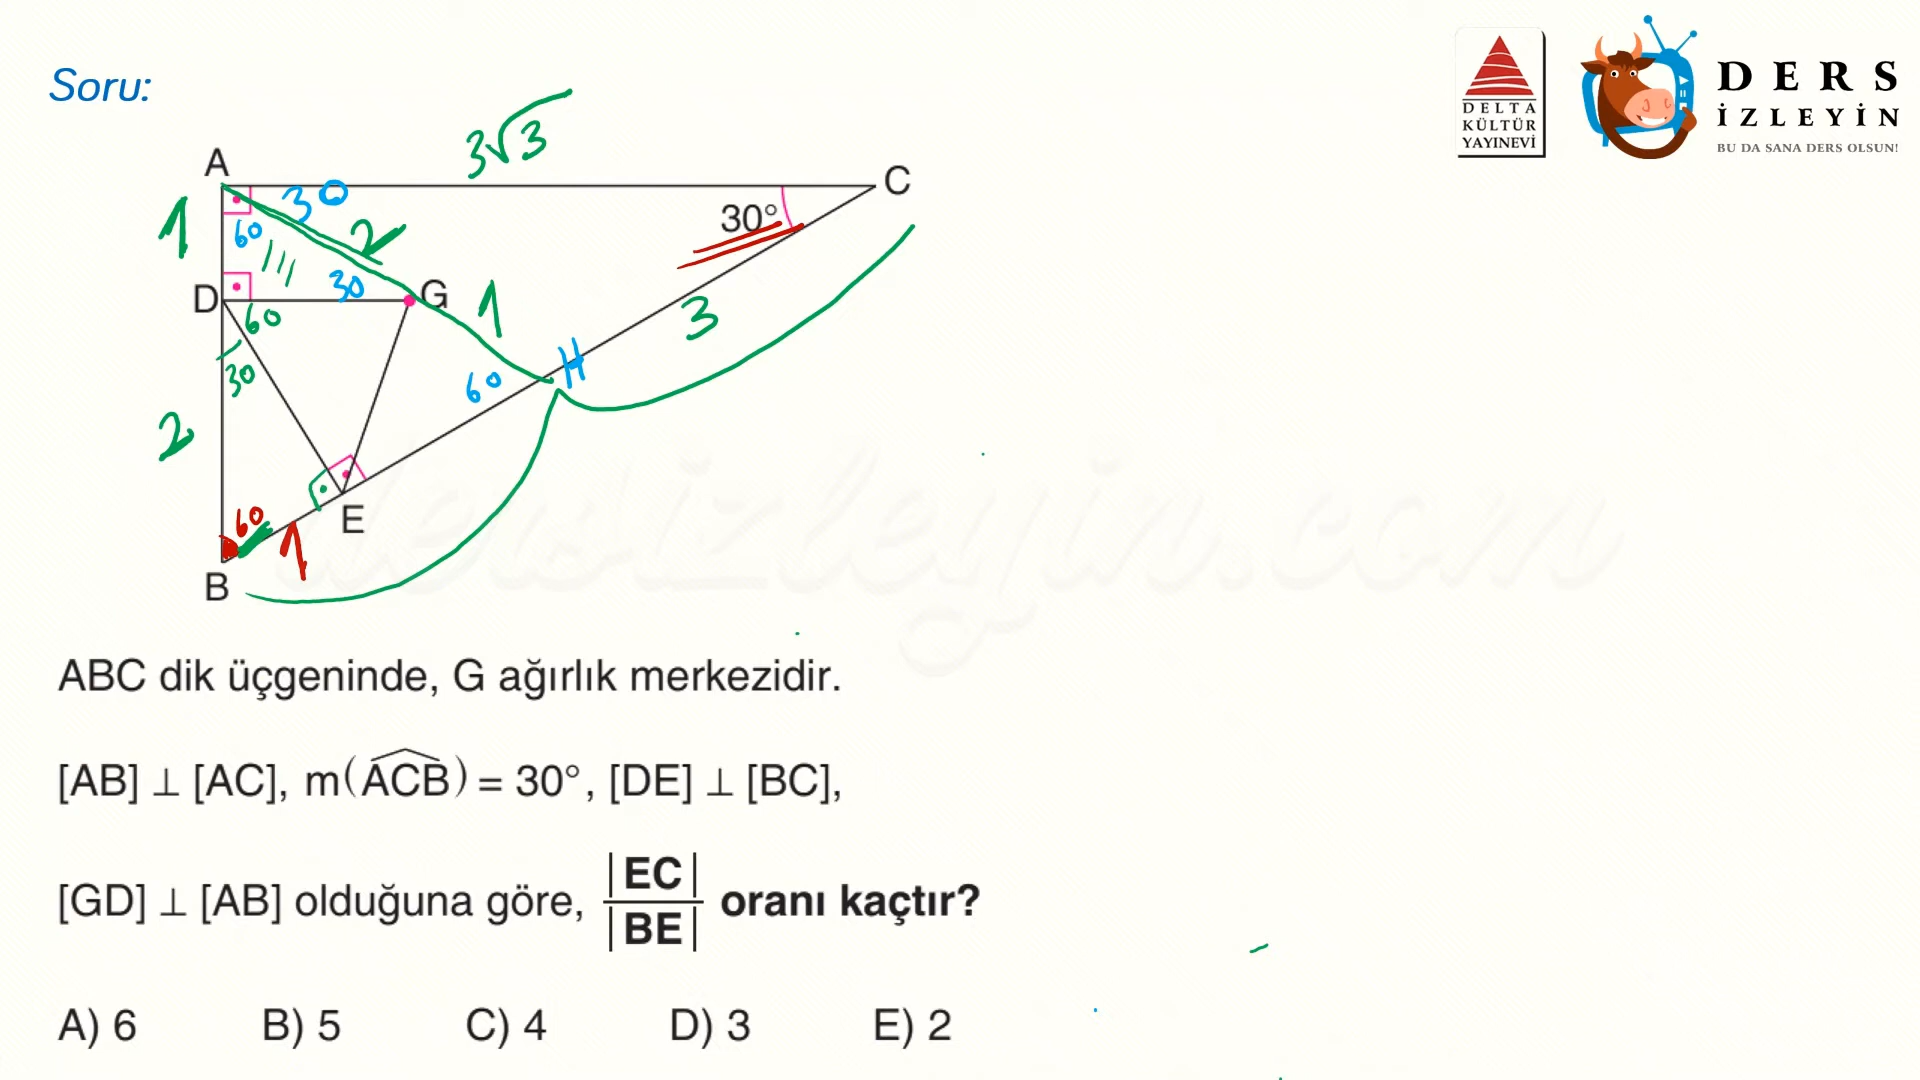 Soru:
DELTA
KÜLTÜR
YAYINEVİ
DERS
İZLEYİN
BU DA SANA DERS OLSUN!
3√3
A
C
1
30
30°
60
2
D
30
G
60
1
3
30
H
60
2
E
60
1
B
dersizleyin.com
ABC dik üçgeninde, G ağırlık merkezidir.
[AB] ⊥ [AC], m(ACB) = 30°, [DE] ⊥ [BC],
[GD] ⊥ [AB] olduğuna göre, |EC| / |BE| oranı kaçtır?
A) 6 B) 5 C) 4 D) 3 E) 2